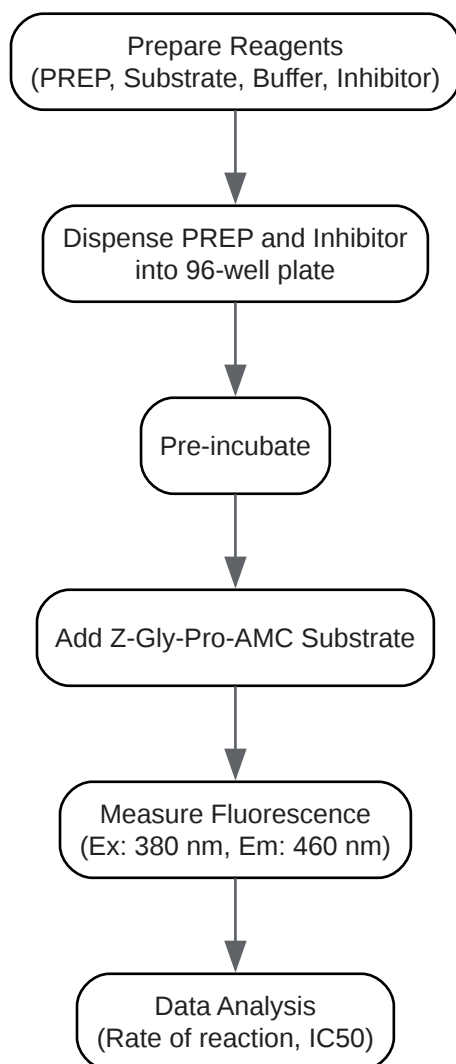 Prepare Reagents
(PREP, Substrate, Buffer, Inhibitor)
Dispense PREP and Inhibitor
into 96-well plate
Pre-incubate
Add Z-Gly-Pro-AMC Substrate
Measure Fluorescence
(Ex: 380 nm, Em: 460 nm)
Data Analysis
(Rate of reaction, IC50)